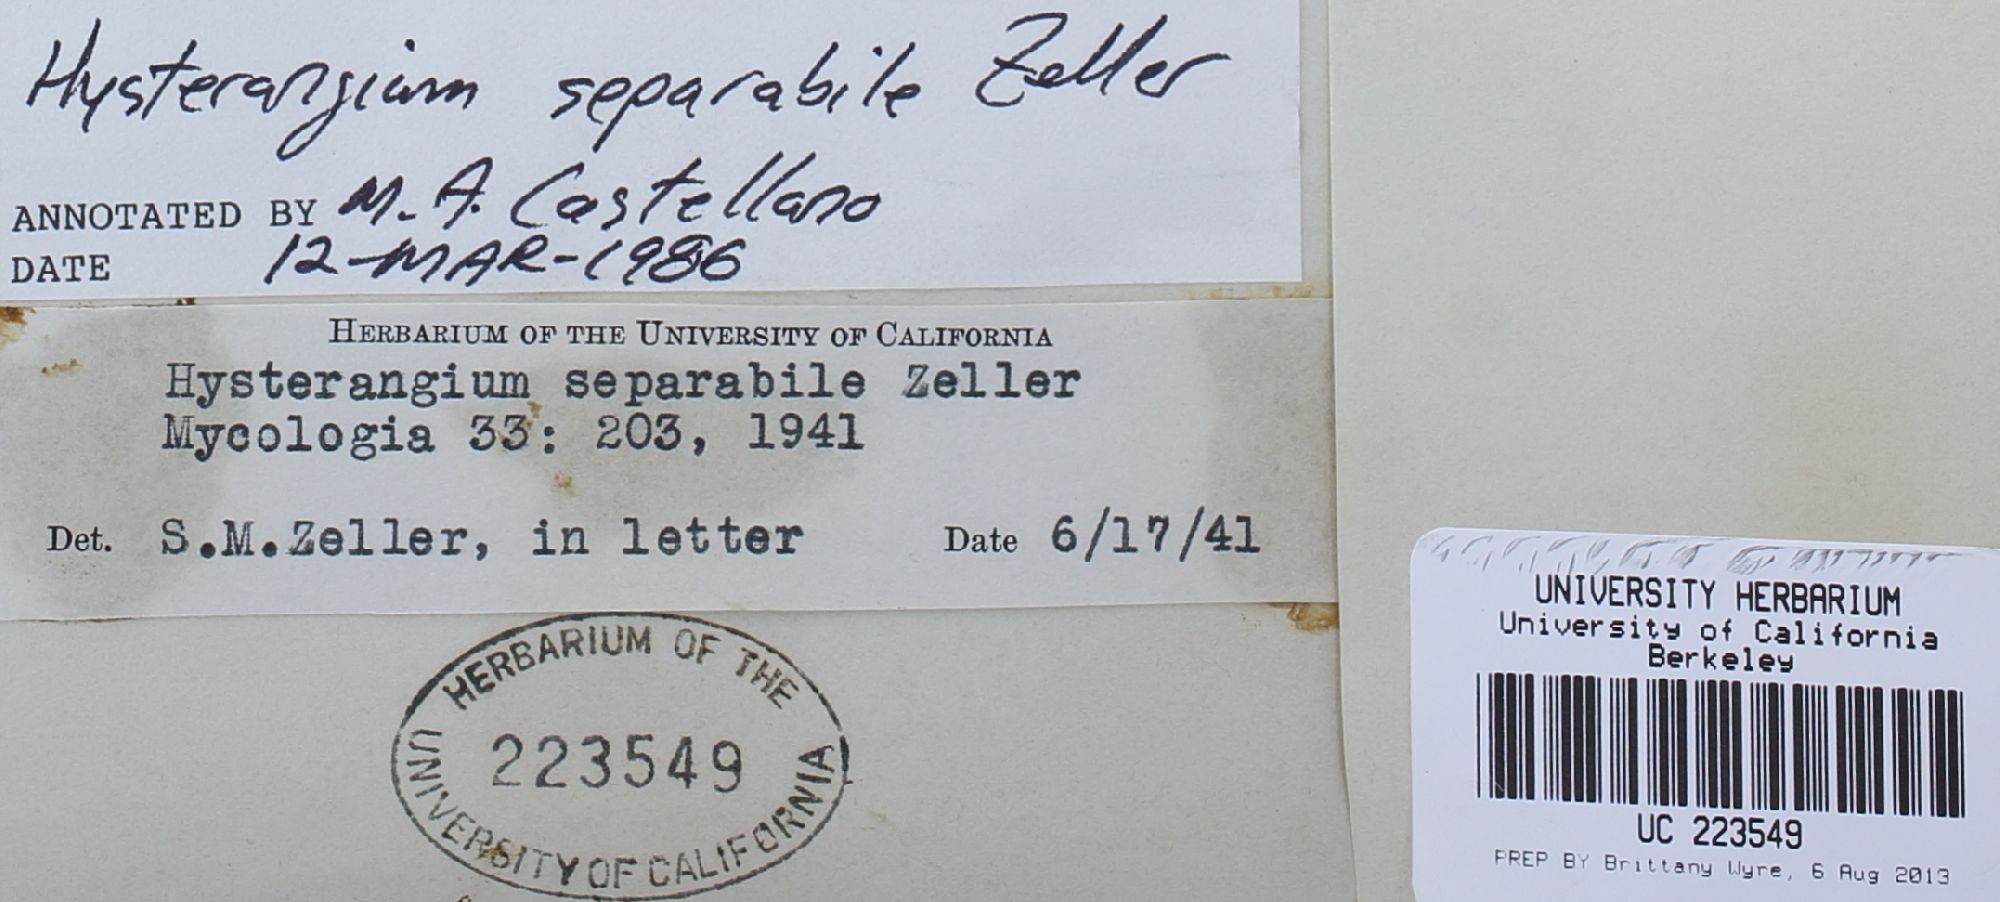 Hysterangium separabile Zeller
ANNOTATED BY M. A. Castellano
DATE 12-MAR-1986
HERBARIUM OF THE UNIVERSITY OF CALIFORNIA
Hysterangium separabile Zeller
Mycologia 33: 203, 1941
Det. S.M.Zeller, in letter Date 6/17/41
HERBARIUM OF THE
223549
UNIVERSITY OF CALIFORNIA
UNIVERSITY HERBARIUM
University of California
Berkeley
UC 223549
PREP BY Brittany Wyre, 6 Aug 2013